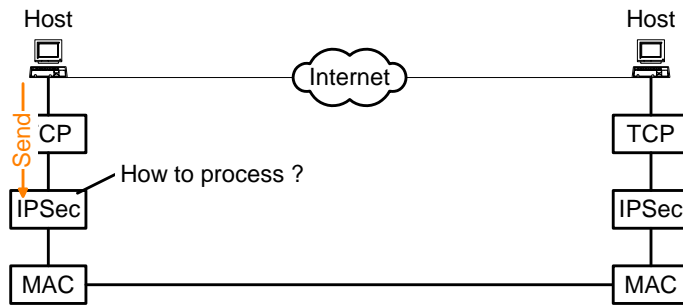 Host
Host
Internet
Send
CP
TCP
How to process ?
IPSec
IPSec
MAC
MAC